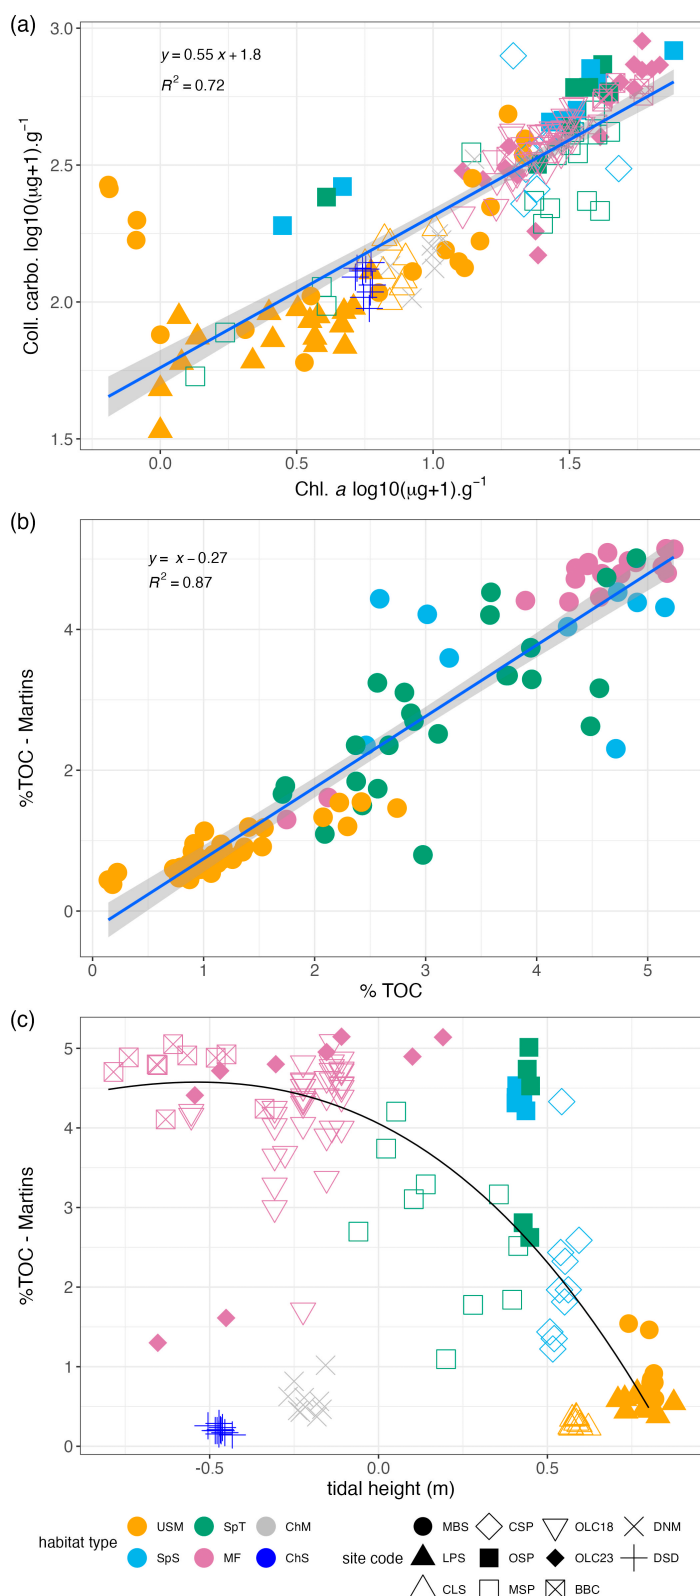 (a)
y = 0.55 x + 1.8
R² = 0.72
3.0
2.5
2.0
1.5
Coll. carbo. log10(μg+1).g⁻¹
0.0 0.5 1.0 1.5
Chl. a log10(μg+1).g⁻¹
(b)
y = x − 0.27
R² = 0.87
4
2
0
%TOC - Martins
0 1 2 3 4 5
% TOC
(c)
5
4
3
2
1
0
%TOC - Martins
-0.5 0.0 0.5
tidal height (m)
habitat type
USM SpT ChM
SpS MF ChS
site code
MBS CSP OLC18 DNM
LPS OSP OLC23 DSD
CLS MSP BBC